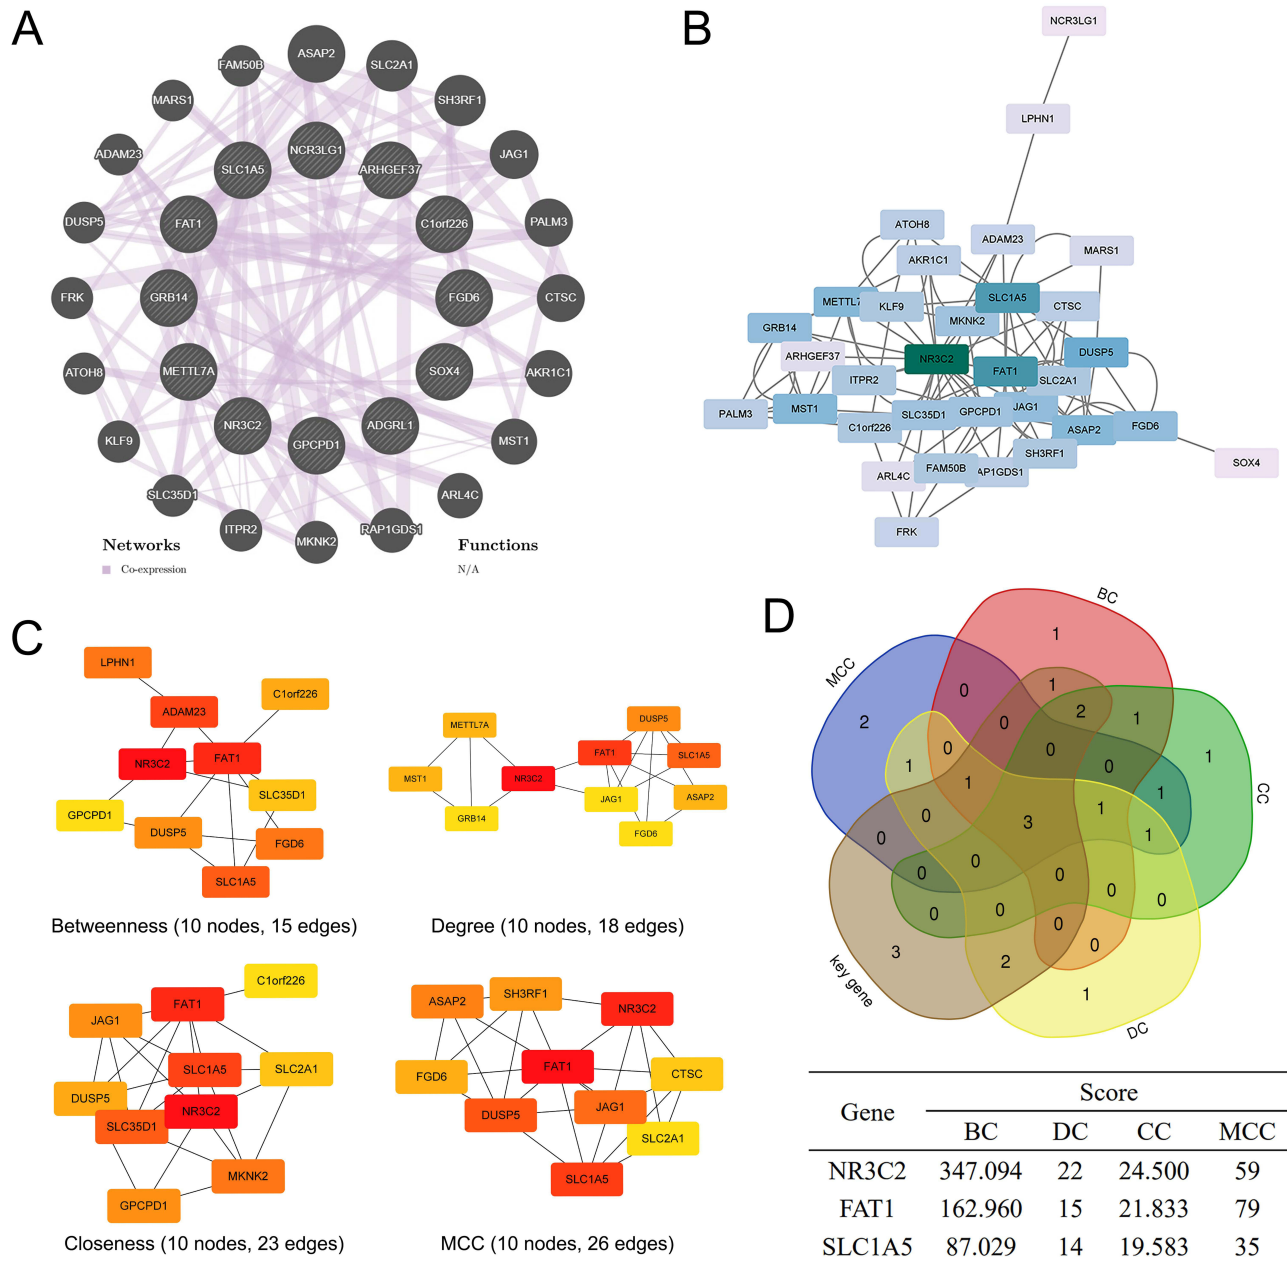 A
ASAP2
FAM50B
SLC2A1
MARS1
SH3RF1
ADAM23
NCR3LG1
JAG1
SLC1A5
ARHGEF37
DUSP5
FAT1
C1orf226
PALM3
FRK
GRB14
FGD6
CTSC
ATOH8
METTL7A
SOX4
AKR1C1
KLF9
NR3C2
ADGRL1
MST1
GPCPD1
SLC35D1
ARL4C
ITPR2
MKNK2
RAP1GDS1
Networks
Functions
Co-expression
N/A
B
NCR3LG1
LPHN1
ATOH8
ADAM23
MARS1
AKR1C1
METTL7
KLF9
SLC1A5
CTSC
GRB14
MKNK2
ARHGEF37
NR3C2
DUSP5
ITPR2
FAT1
SLC2A1
PALM3
MST1
SLC35D1
GPCPD1
JAG1
C1orf226
ASAP2
FGD6
SH3RF1
SOX4
ARL4C
FAM50B
AP1GDS1
FRK
C
LPHN1
C1orf226
ADAM23
NR3C2
FAT1
SLC35D1
GPCPD1
DUSP5
FGD6
SLC1A5
Betweenness (10 nodes, 15 edges)
METTL7A
DUSP5
FAT1
SLC1A5
MST1
NR3C2
JAG1
ASAP2
GRB14
FGD6
Degree (10 nodes, 18 edges)
C1orf226
FAT1
JAG1
SLC1A5
SLC2A1
DUSP5
NR3C2
SLC35D1
MKNK2
GPCPD1
Closeness (10 nodes, 23 edges)
ASAP2
SH3RF1
NR3C2
FAT1
FGD6
CTSC
DUSP5
JAG1
SLC2A1
SLC1A5
MCC (10 nodes, 26 edges)
D
BC
MCC
CC
key gene
DC
1
0
1
2
0
2
1
1
0
0
0
1
1
1
1
0
3
1
1
0
0
0
0
0
0
0
0
0
0
3
2
0
1
Gene
Score
BC DC CC MCC
NR3C2 347.094 22 24.500 59
FAT1 162.960 15 21.833 79
SLC1A5 87.029 14 19.583 35